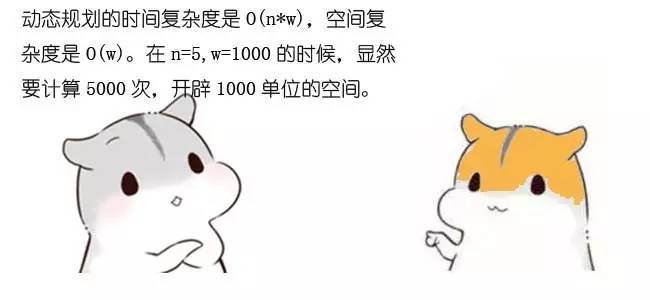 动态规划的时间复杂度是 O(n*w)，空间复
杂度是 O(w)。在 n=5,w=1000 的时候，显然
要计算 5000 次，开辟 1000 单位的空间。